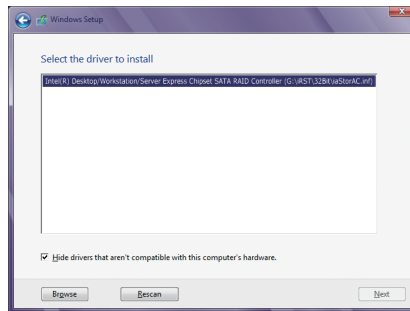 Windows Setup
Select the driver to install
Intel(R) Desktop/Workstation/Server Express Chipset SATA RAID Controller (G:\iRST\32Bit\iaStorAC.inf)
Hide drivers that aren't compatible with this computer's hardware.
Browse
Rescan
Next